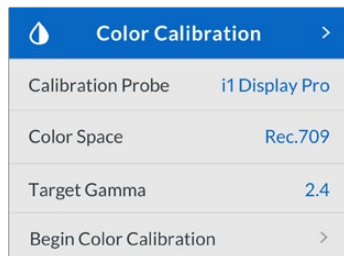 Color Calibration
Calibration Probe i1 Display Pro
Color Space Rec.709
Target Gamma 2.4
Begin Color Calibration